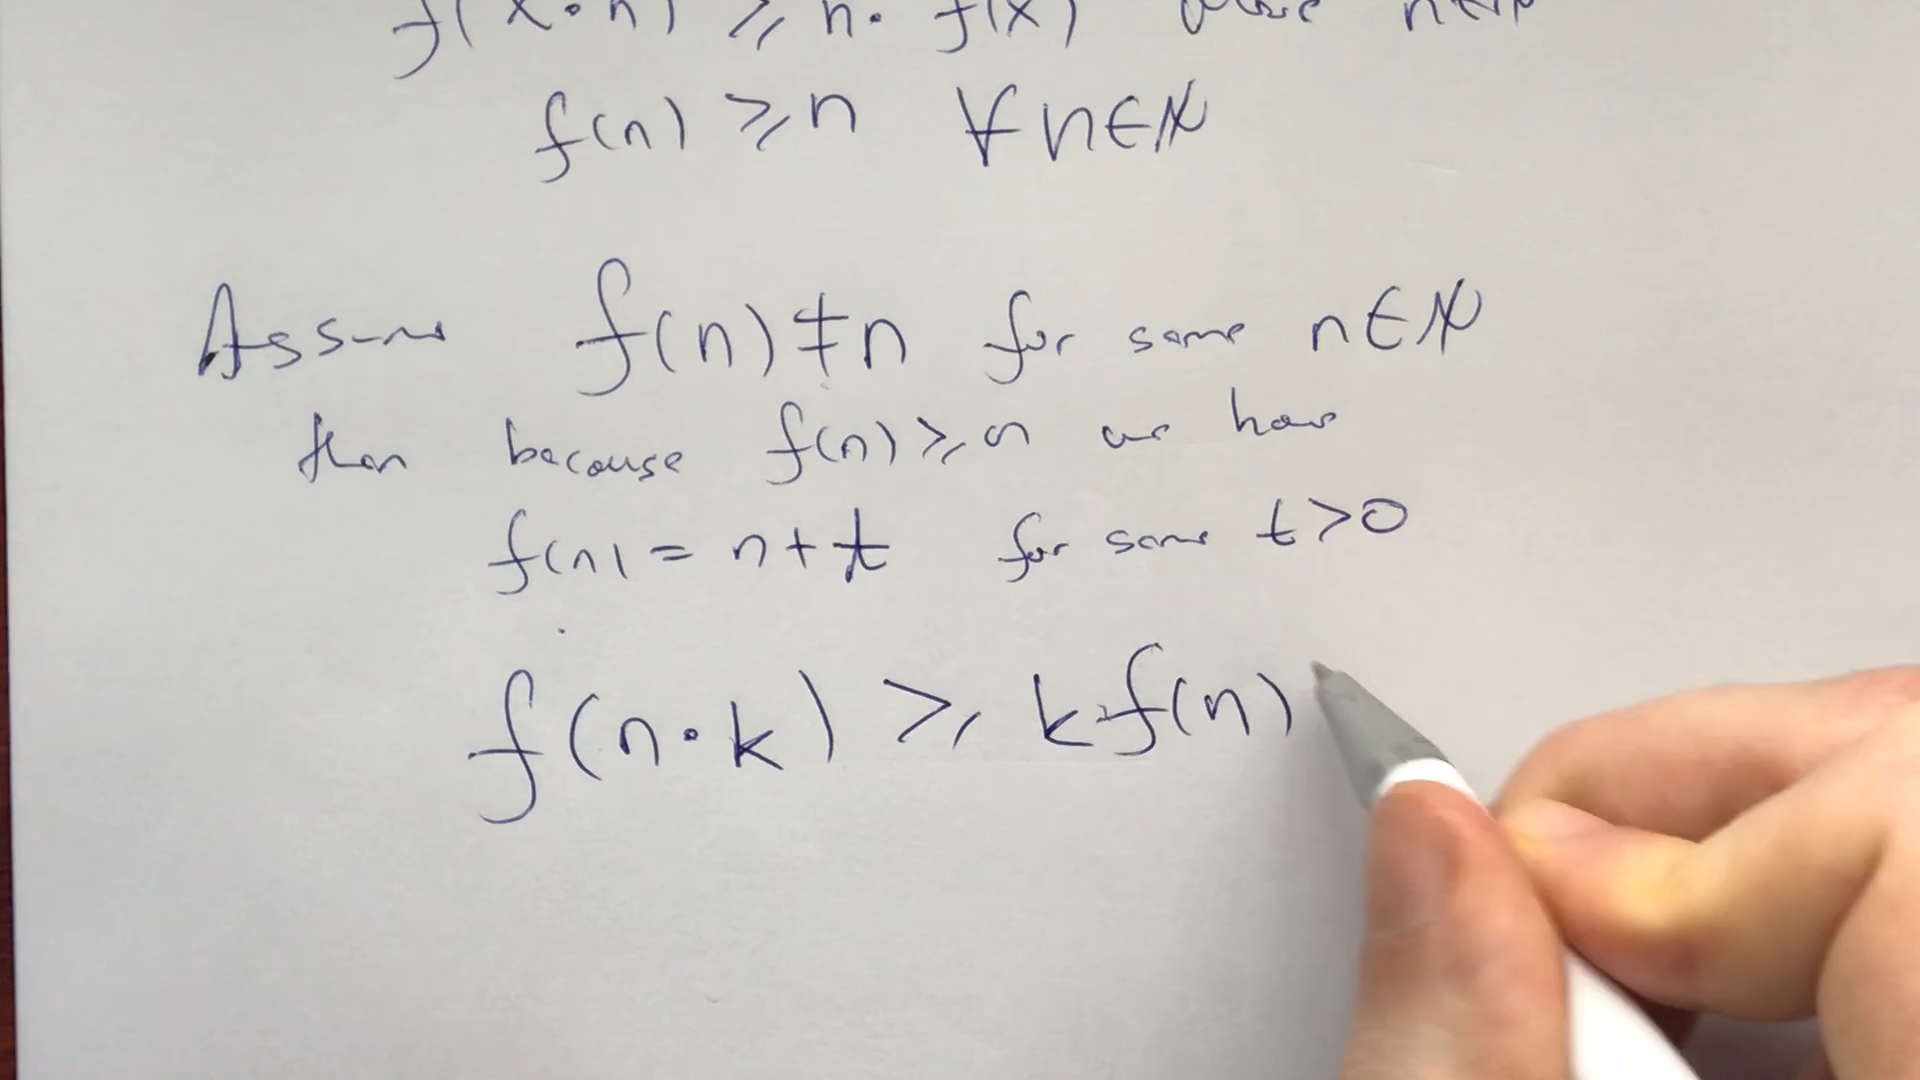 f(x·n) ⩾ n· f(x) n∈ℕ
f(n) ⩾ n ∀ n∈ℕ
Assume f(n) ≠ n for some n∈ℕ
then because f(n) ⩾ n we have
f(n) = n + t for some t>0
f(n·k) ⩾ k·f(n)